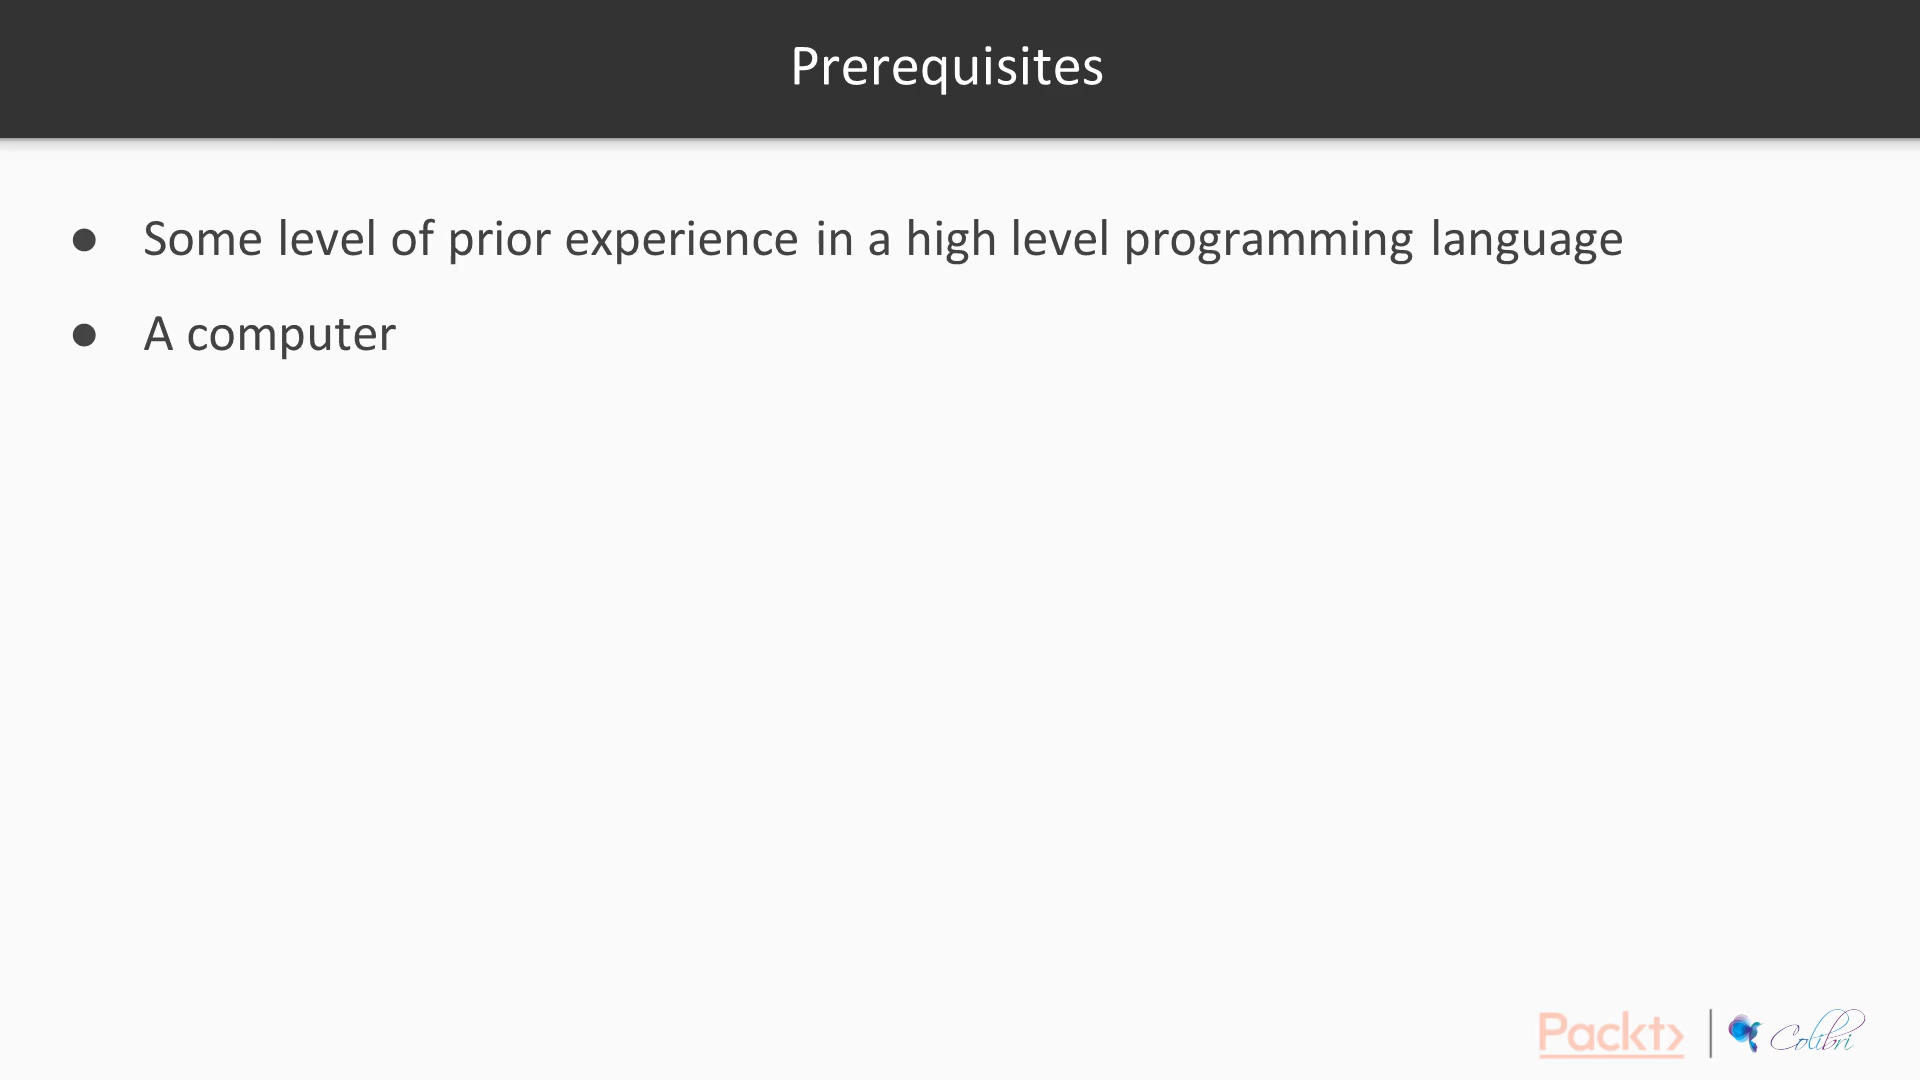 Prerequisites
● Some level of prior experience in a high level programming language
● A computer
Packt> | Colibri